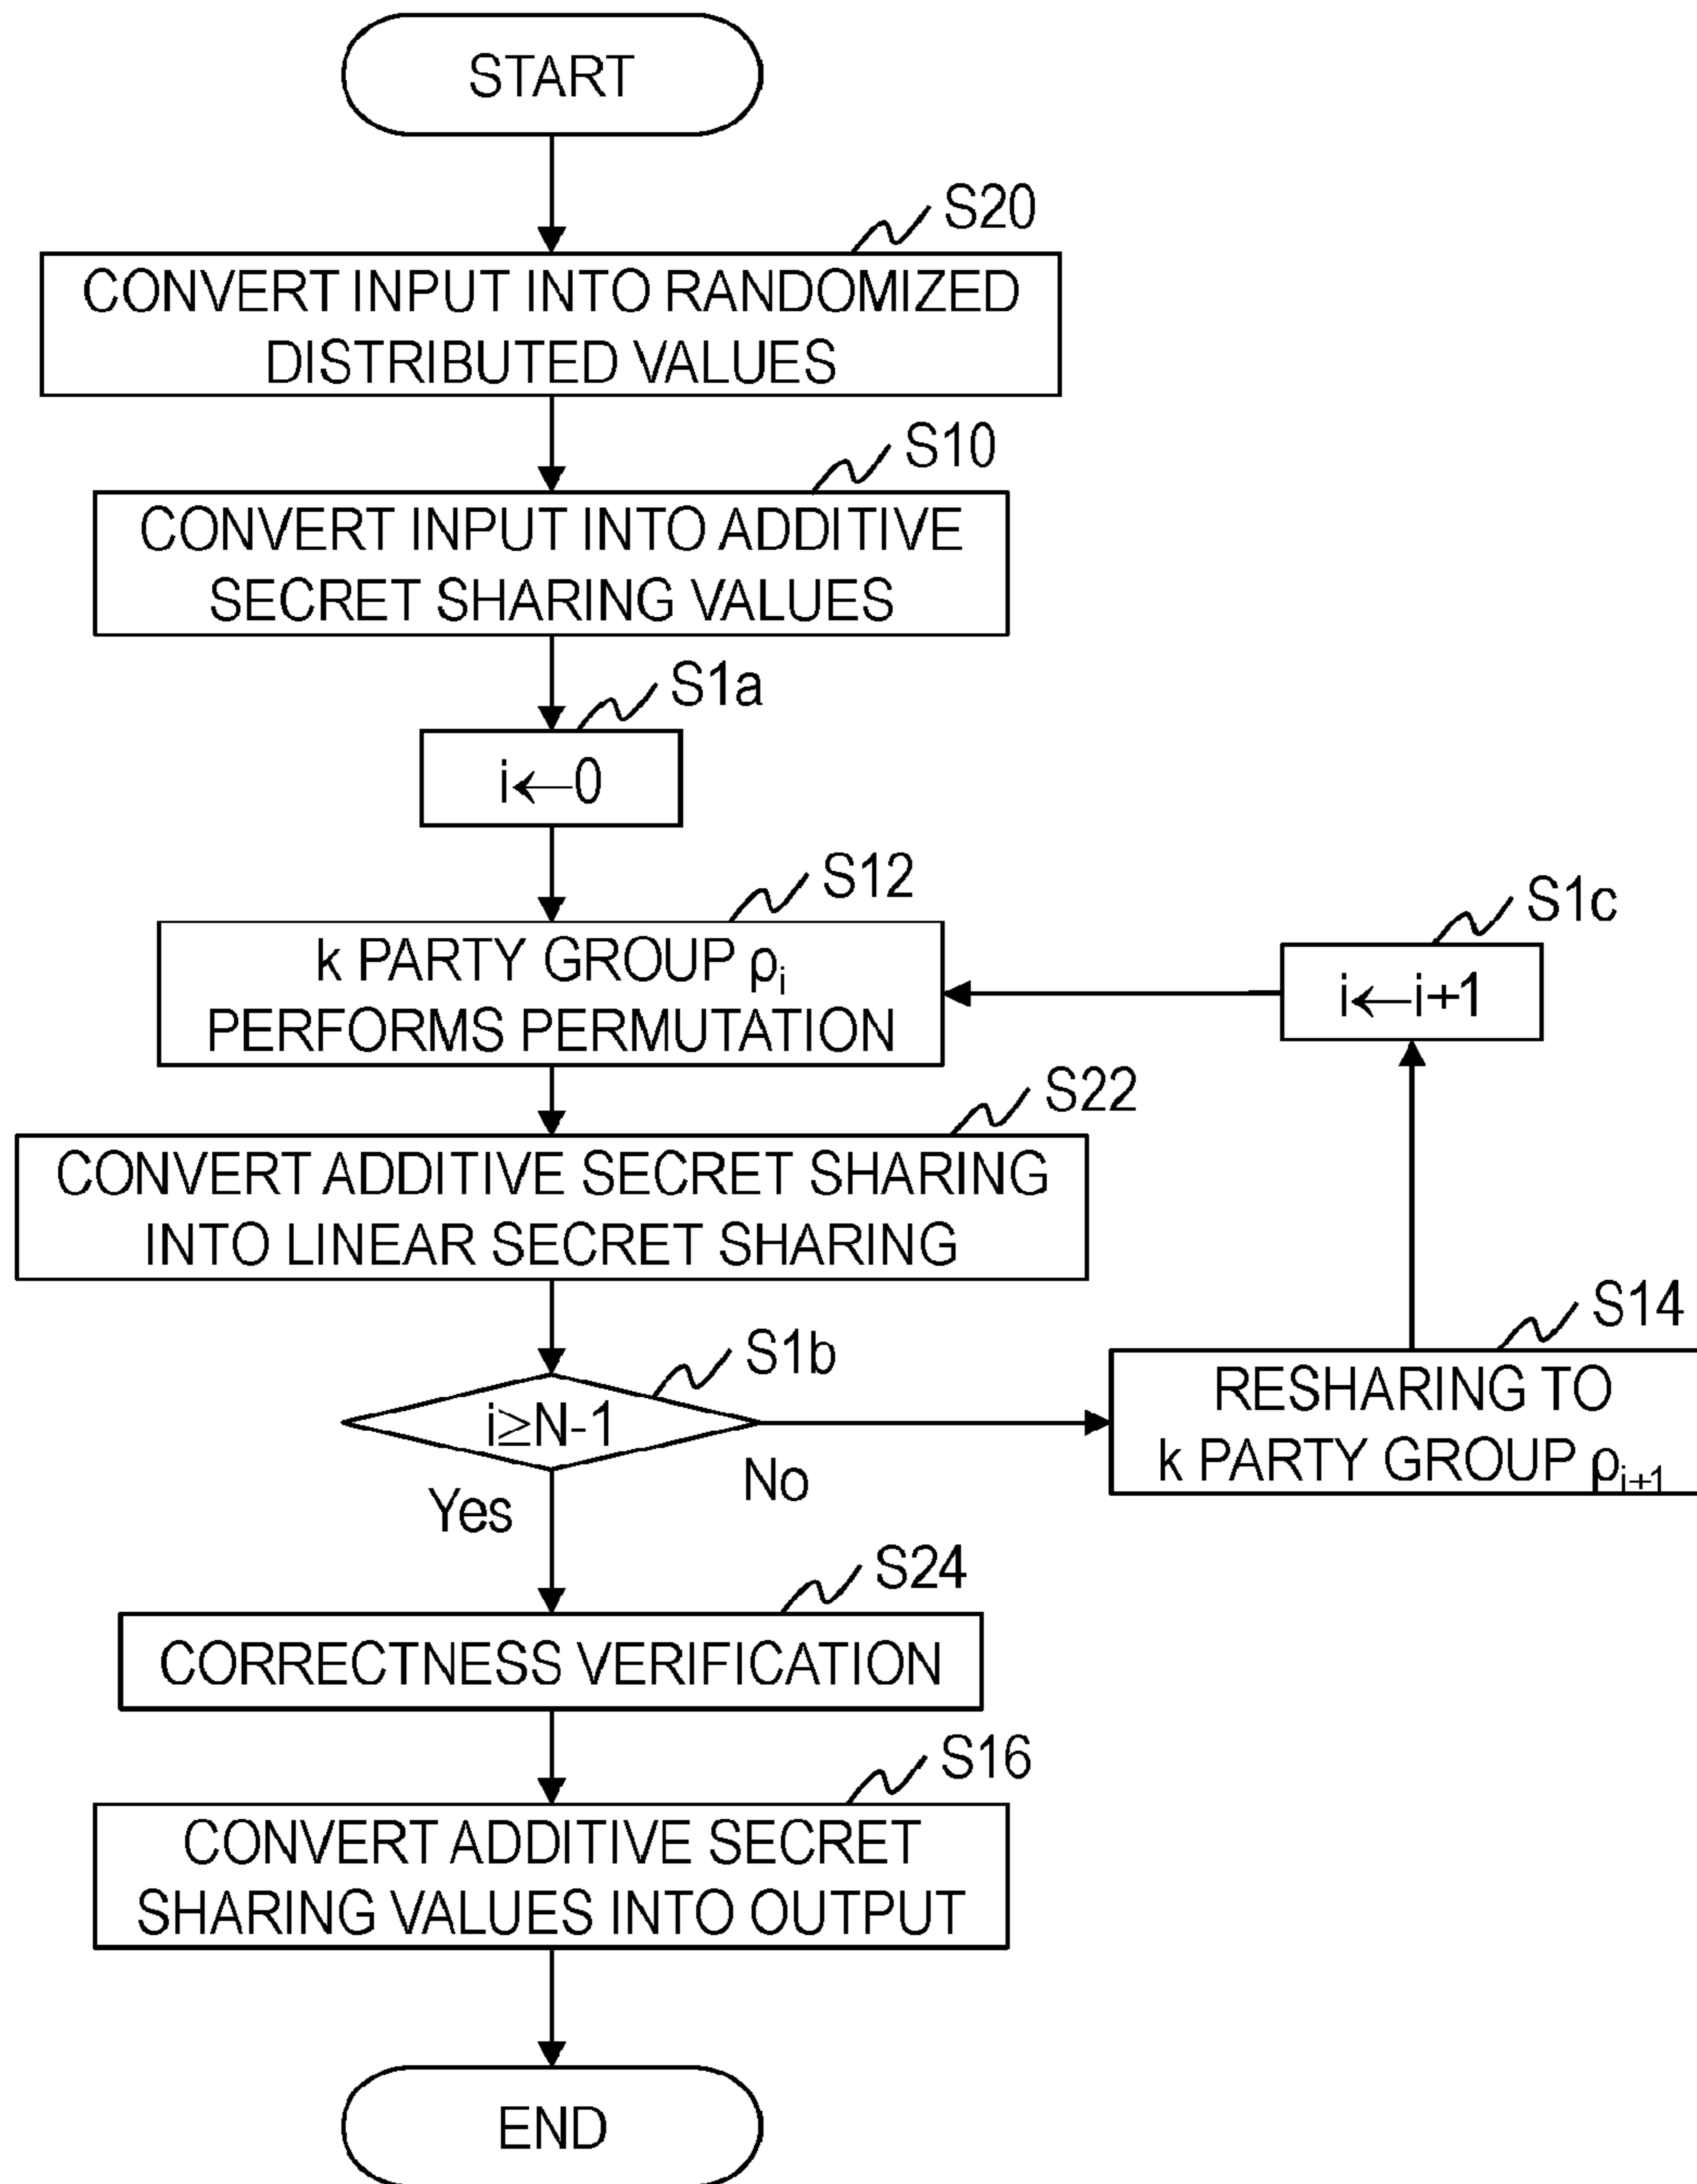 START
S20
CONVERT INPUT INTO RANDOMIZED
DISTRIBUTED VALUES
S10
CONVERT INPUT INTO ADDITIVE
SECRET SHARING VALUES
S1a
i←0
S12
k PARTY GROUP ρi
PERFORMS PERMUTATION
S1c
i←i+1
S22
CONVERT ADDITIVE SECRET SHARING
INTO LINEAR SECRET SHARING
S1b
i≥N-1
No
Yes
S14
RESHARING TO
k PARTY GROUP ρi+1
S24
CORRECTNESS VERIFICATION
S16
CONVERT ADDITIVE SECRET
SHARING VALUES INTO OUTPUT
END